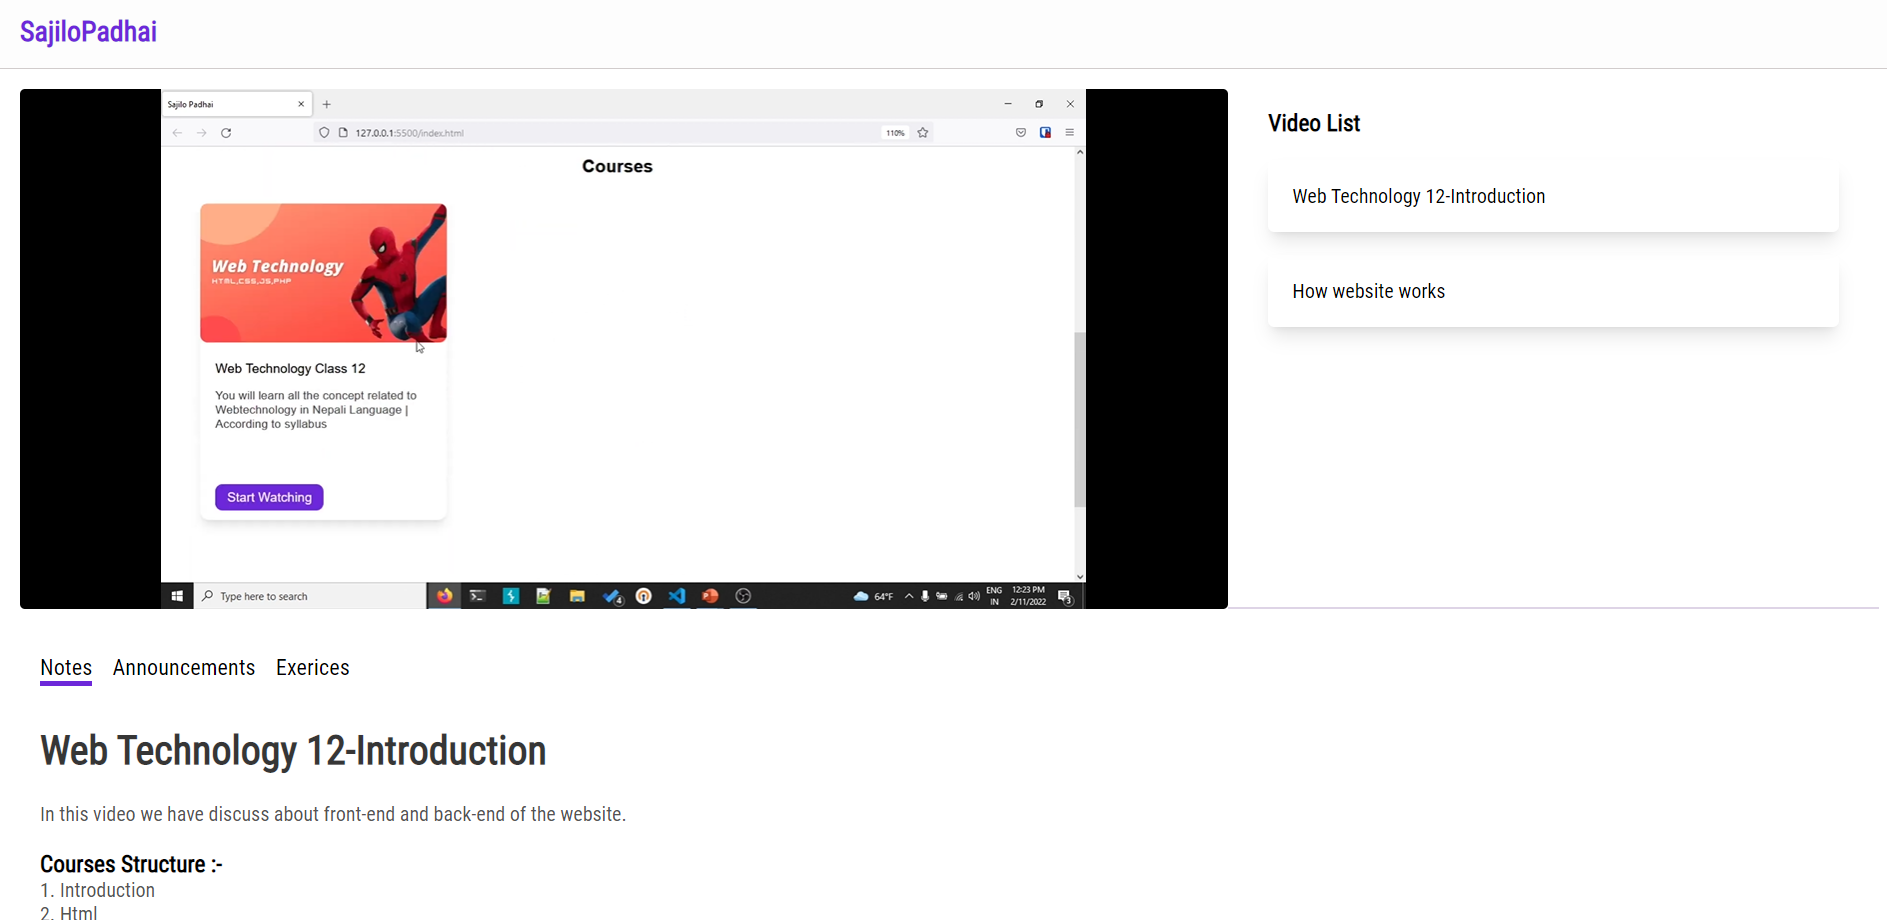 SajiloPadhai
Sajilo Padhai
127.0.0.1:5500/index.html
110%
Courses
Web Technology
HTML,CSS,JS,PHP
Web Technology Class 12
You will learn all the concept related to
Webtechnology in Nepali Language |
According to syllabus
Start Watching
Type here to search
4
64°F
ENG
IN
12:23 PM
2/11/2022
3
Video List
Web Technology 12-Introduction
How website works
Notes Announcements Exerices
Web Technology 12-Introduction
In this video we have discuss about front-end and back-end of the website.
Courses Structure :-
1. Introduction
2. Html